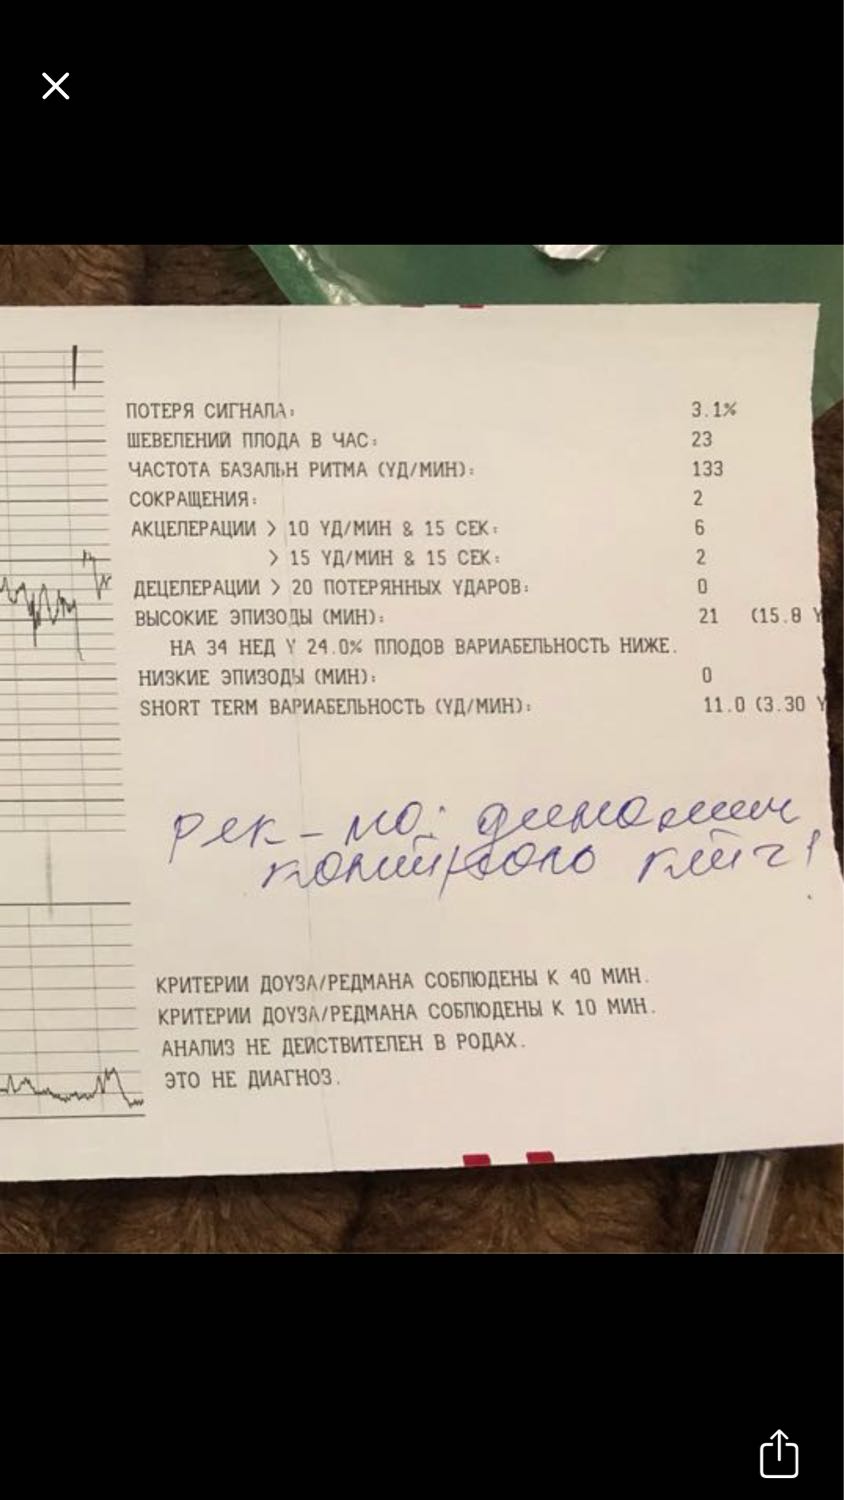 ПОТЕРЯ СИГНАЛА: 3.1%
ШЕВЕЛЕНИЙ ПЛОДА В ЧАС: 23
ЧАСТОТА БАЗАЛЬН РИТМА (УД/МИН): 133
СОКРАЩЕНИЯ: 2
АКЦЕЛЕРАЦИИ > 10 УД/МИН & 15 СЕК: 6
> 15 УД/МИН & 15 СЕК: 2
ДЕЦЕЛЕРАЦИИ > 20 ПОТЕРЯННЫХ УДАРОВ: 0
ВЫСОКИЕ ЭПИЗОДЫ (МИН): 21 (15.8 У
НА 34 НЕД У 24.0% ПЛОДОВ ВАРИАБЕЛЬНОСТЬ НИЖЕ.
НИЗКИЕ ЭПИЗОДЫ (МИН): 0
SHORT TERM ВАРИАБЕЛЬНОСТЬ (УД/МИН): 11.0 (3.30 У
рек-но: динамич
КРИТЕРИИ ДОУЗА/РЕДМАНА СОБЛЮДЕНЫ К 40 МИН.
КРИТЕРИИ ДОУЗА/РЕДМАНА СОБЛЮДЕНЫ К 10 МИН.
АНАЛИЗ НЕ ДЕЙСТВИТЕЛЕН В РОДАХ.
ЭТО НЕ ДИАГНОЗ.